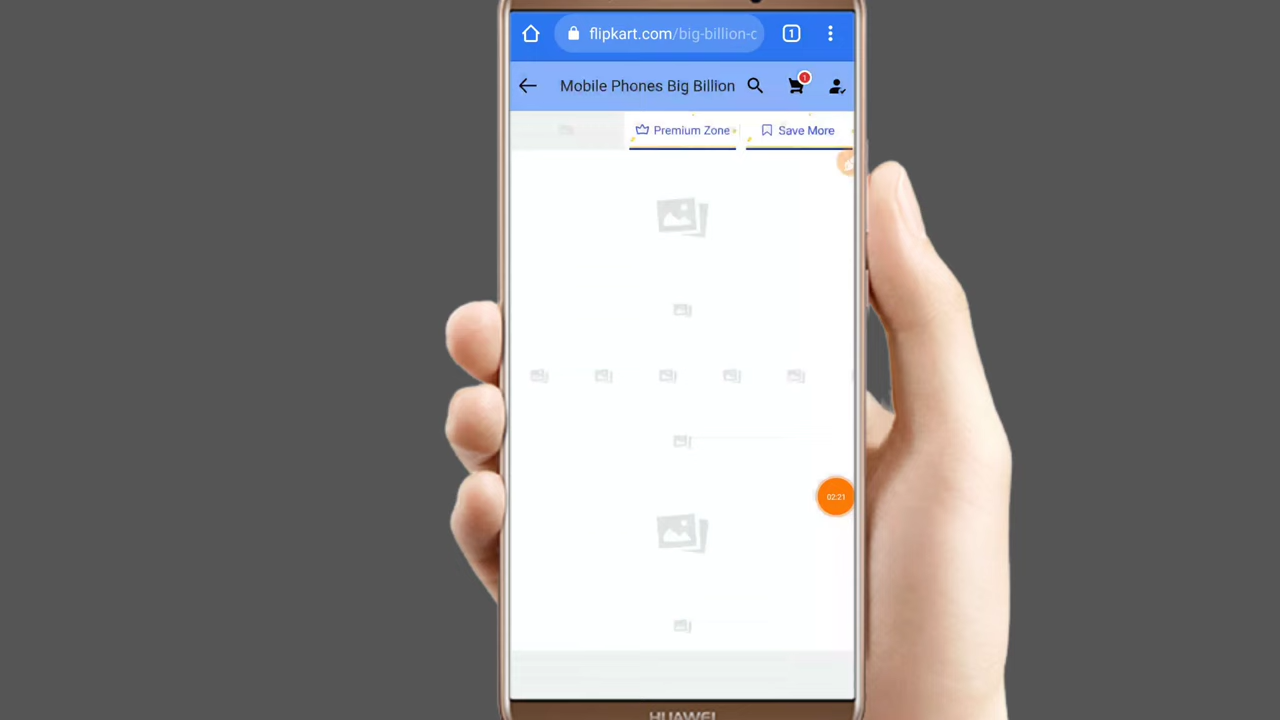 flipkart.com/big-billion-c
1
Mobile Phones Big Billion
1
Premium Zone
Save More
02:21
HUAWEI